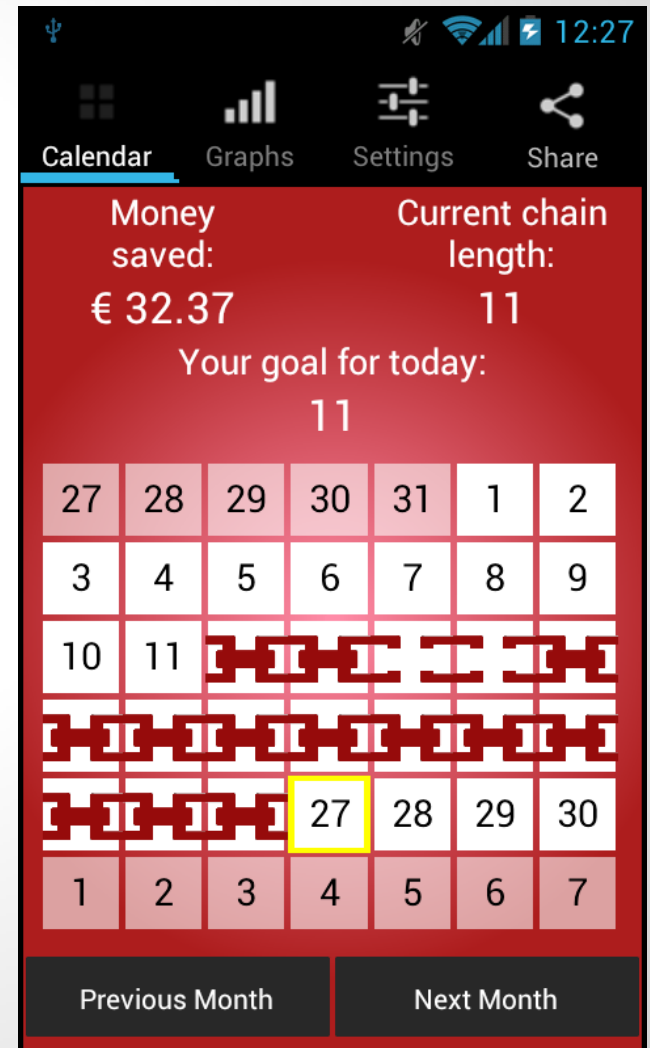 12:27
Calendar Graphs Settings Share
Money Current chain
saved: length:
€ 32.37 11
Your goal for today:
11
27 28 29 30 31 1 2
3 4 5 6 7 8 9
10 11
27 28 29 30
1 2 3 4 5 6 7
Previous Month Next Month